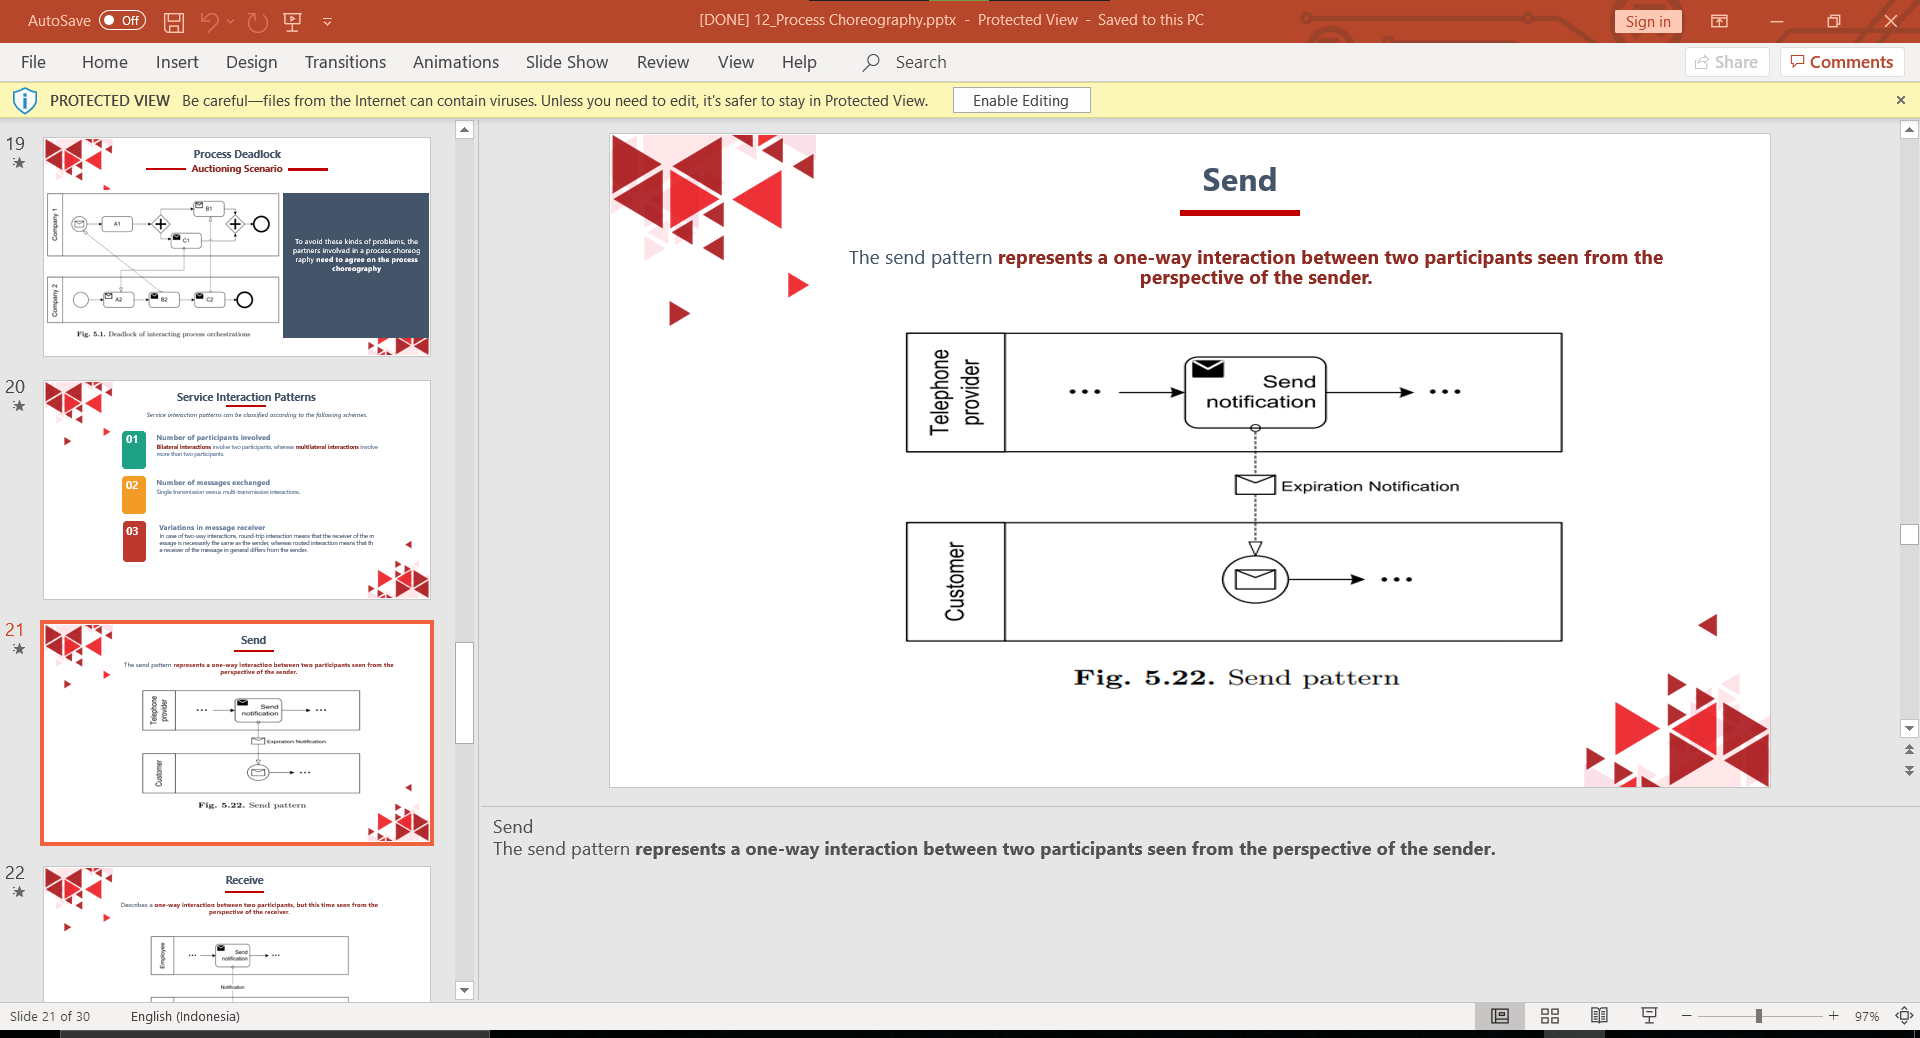 AutoSave Off
[DONE] 12_Process Choreography.pptx - Protected View - Saved to this PC
Sign in
File Home Insert Design Transitions Animations Slide Show Review View Help Search
Share Comments
PROTECTED VIEW Be careful—files from the Internet can contain viruses. Unless you need to edit, it's safer to stay in Protected View. Enable Editing
19
Process Deadlock
Auctioning Scenario
Company 1
A1
B1
C1
Company 2
A2
B2
C2
To avoid these kinds of problems, the
partners involved in a process choreog
raphy need to agree on the process
choreography
Fig. 5.1. Deadlock of interacting process orchestrations
20
Service Interaction Patterns
Service interaction patterns can be classified according to the following schemes.
01
Number of participants involved
Bilateral interactions involve two participants, whereas multilateral interactions involve
more than two participants.
02
Number of messages exchanged
Single transmission versus multi-transmission interactions.
03
Variations in message receiver
In case of two-way interactions, round-trip interaction means that the receiver of the m
essage is necessarily the same as the sender, whereas routed interaction means that th
e receiver of the message in general differs from the sender.
21
Send
The send pattern represents a one-way interaction between two participants seen from the
perspective of the sender.
Telephone
provider
Send
notification
Expiration Notification
Customer
Fig. 5.22. Send pattern
22
Receive
Describes a one-way interaction between two participants, but this time seen from the
perspective of the receiver.
Employee
Send
notification
Notification
Send
The send pattern represents a one-way interaction between two participants seen from the
perspective of the sender.
Telephone
provider
Send
notification
Expiration Notification
Customer
Fig. 5.22. Send pattern
Send
The send pattern represents a one-way interaction between two participants seen from the perspective of the sender.
Slide 21 of 30 English (Indonesia)
97%